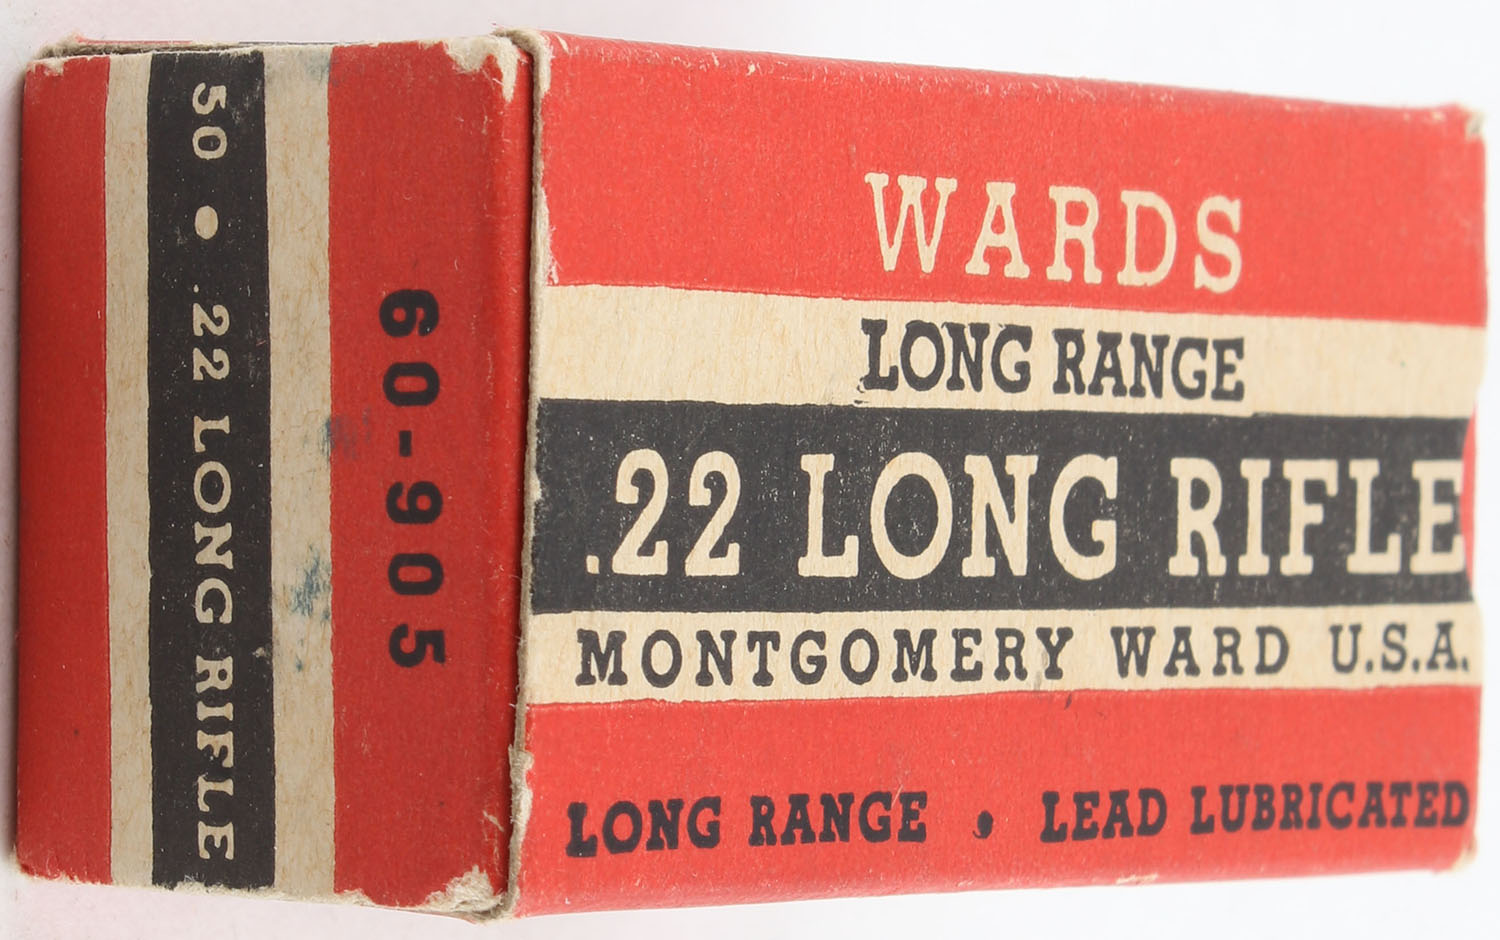 WARDS
LONG RANGE
.22 LONG RIFLE
MONTGOMERY WARD U.S.A.
LONG RANGE • LEAD LUBRICATED
50 • .22 LONG RIFLE
60-905